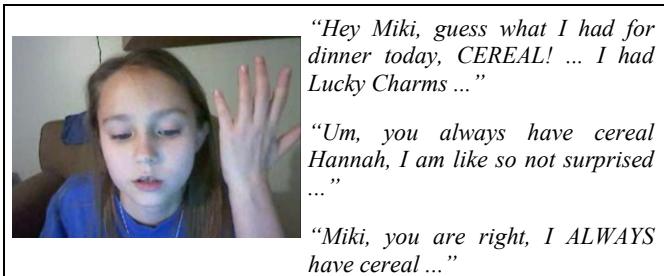 “Hey Miki, guess what I had for
dinner today, CEREAL! ... I had
Lucky Charms ...”
“Um, you always have cereal
Hannah, I am like so not surprised
...”
“Miki, you are right, I ALWAYS
have cereal ...”